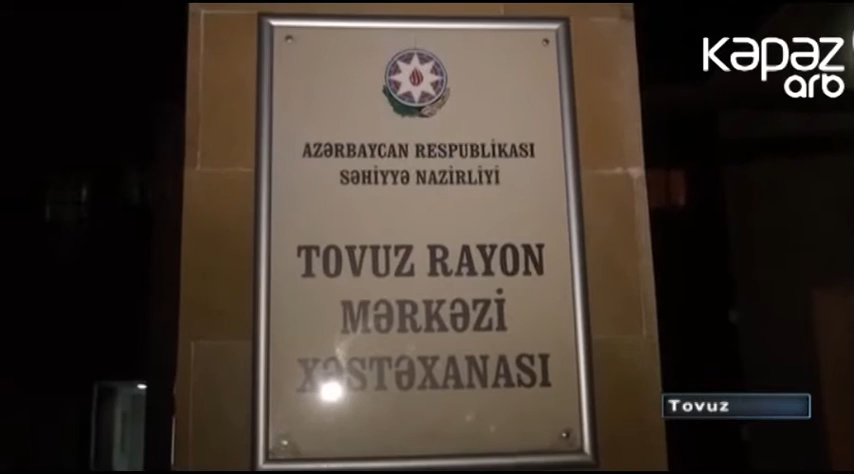 kəpəz
arb
AZƏRBAYCAN RESPUBLİKASI
SƏHİYYƏ NAZİRLİYİ
TOVUZ RAYON
MƏRKƏZİ
XƏSTƏXANASI
Tovuz